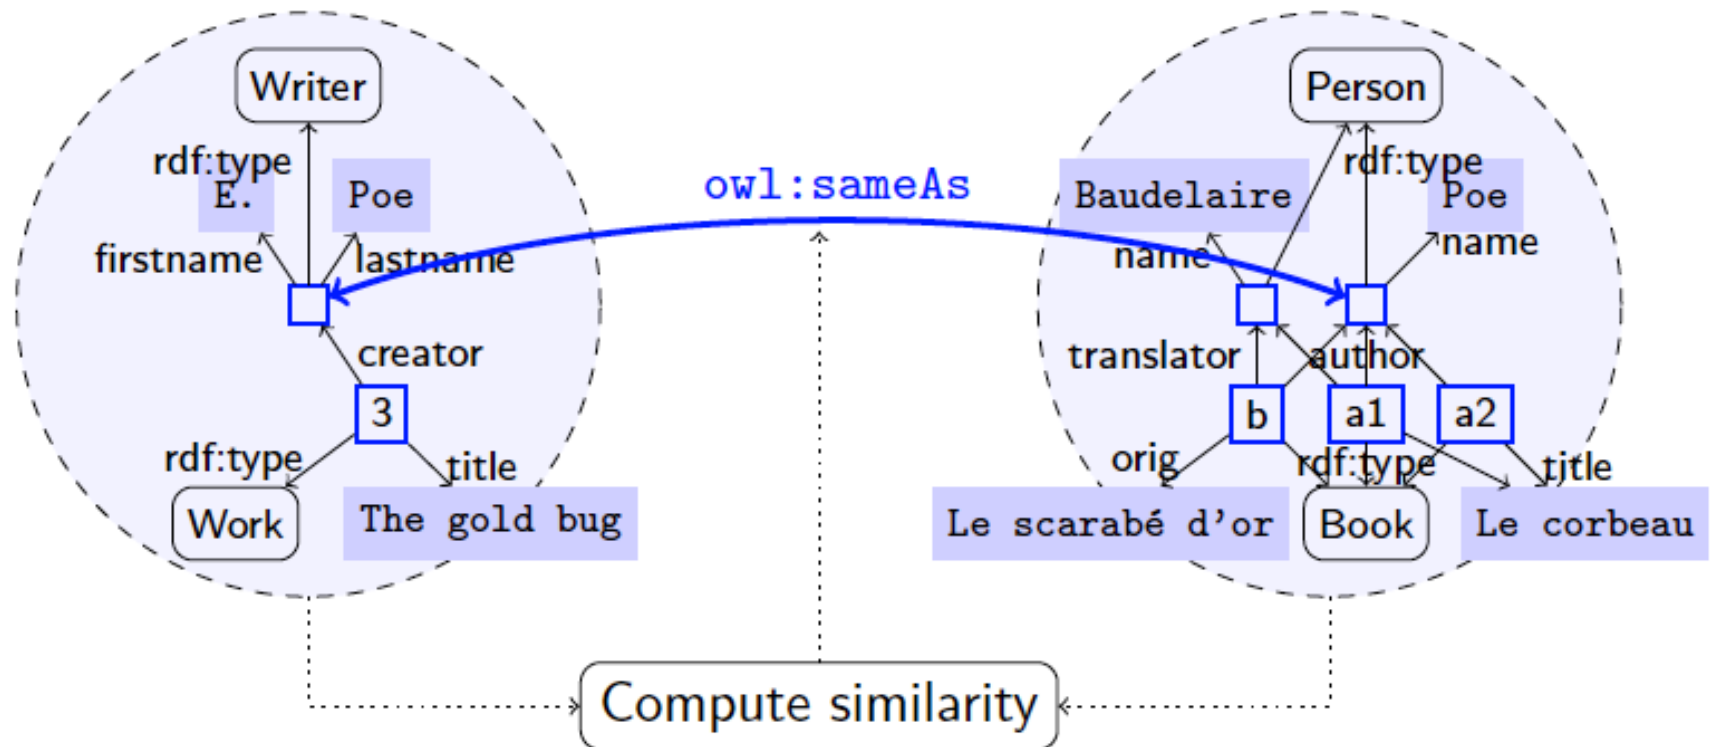 Writer
rdf:type
E.
Poe
firstname
lastname
creator
3
rdf:type
title
Work
The gold bug
owl:sameAs
Person
rdf:type
Baudelaire
Poe
name
name
translator
author
b
a1
a2
orig
rdf:type
title
Le scarabé d'or
Book
Le corbeau
Compute similarity